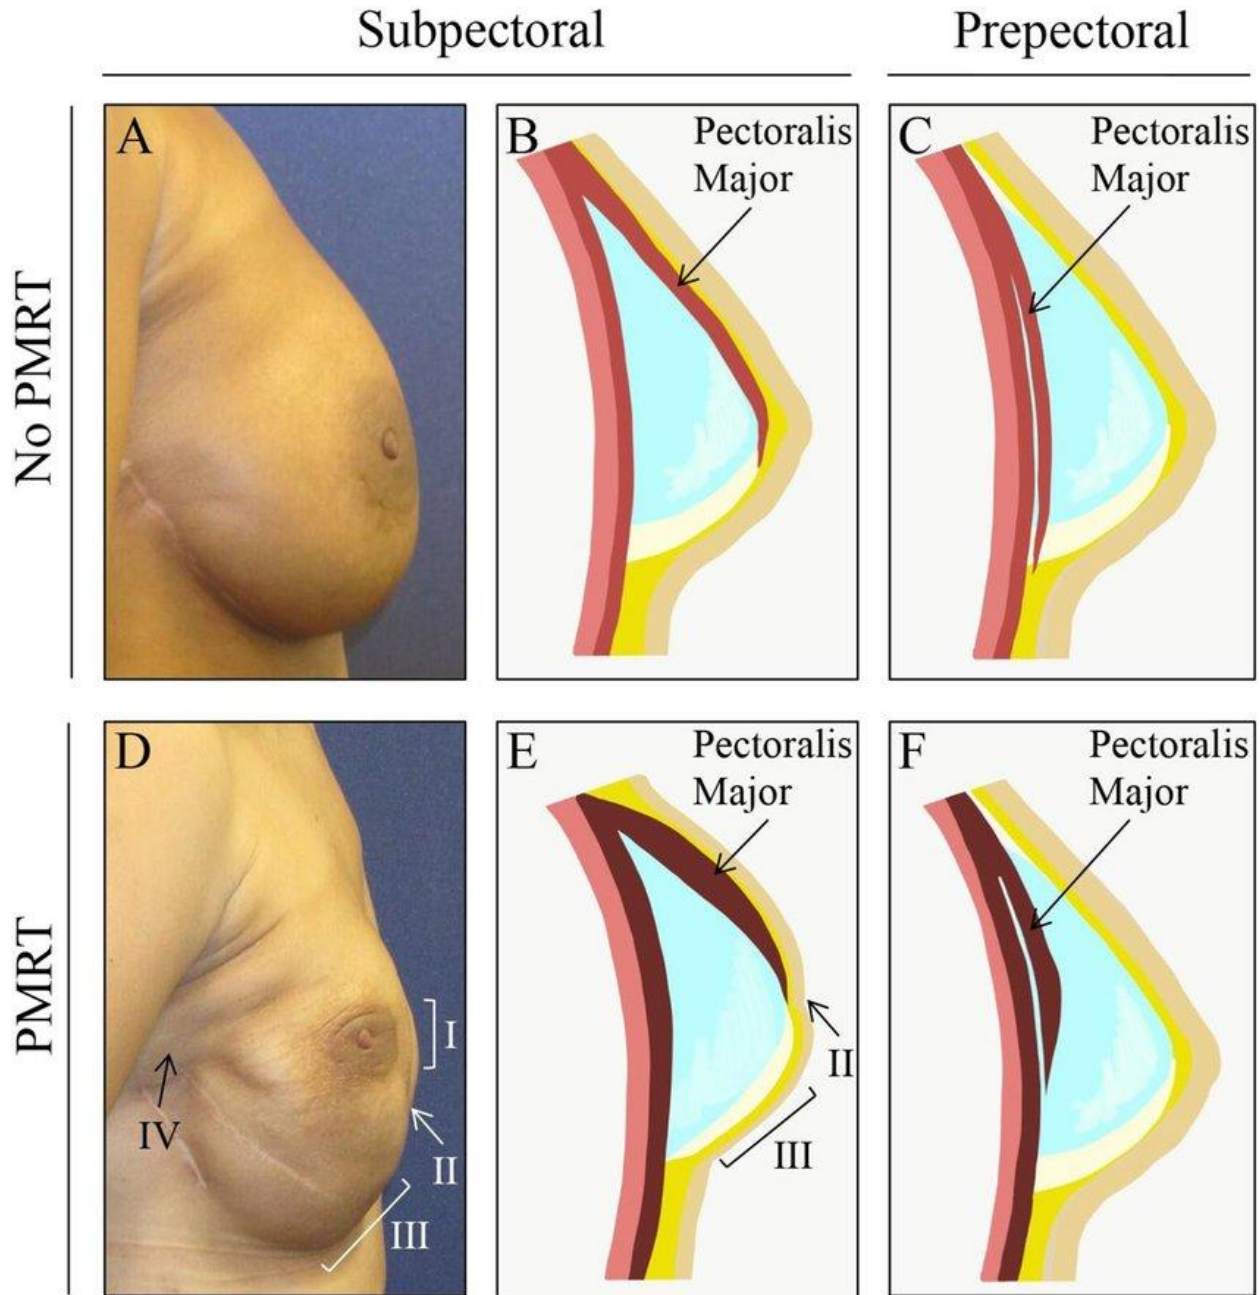 Subpectoral
Prepectoral
No PMRT
A
B
Pectoralis
Major
C
Pectoralis
Major
PMRT
D
I
II
III
IV
E
Pectoralis
Major
II
III
F
Pectoralis
Major